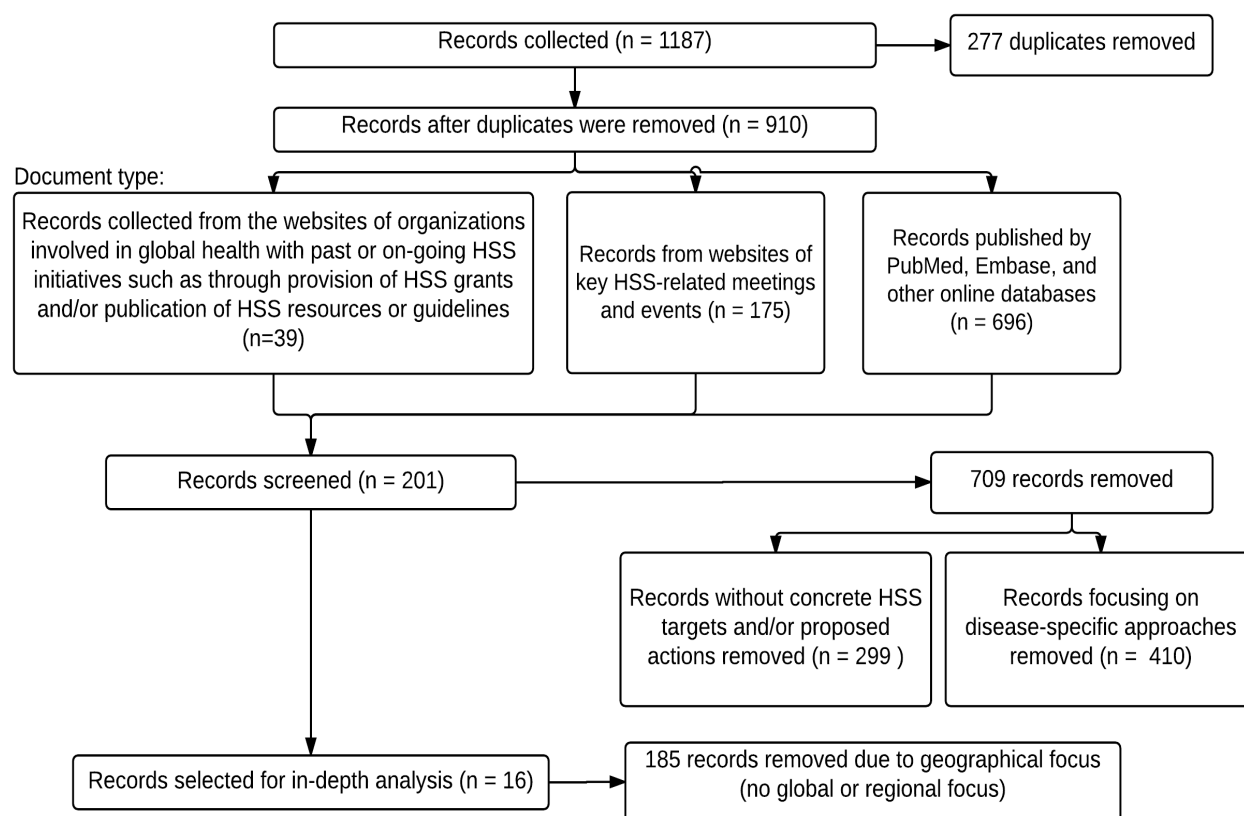 Records collected (n = 1187)
277 duplicates removed
Records after duplicates were removed (n = 910)
Document type:
Records collected from the websites of organizations
involved in global health with past or on-going HSS
initiatives such as through provision of HSS grants
and/or publication of HSS resources or guidelines
(n=39)
Records from websites of
key HSS-related meetings
and events (n = 175)
Records published by
PubMed, Embase, and
other online databases
(n = 696)
Records screened (n = 201)
709 records removed
Records without concrete HSS
targets and/or proposed
actions removed (n = 299 )
Records focusing on
disease-specific approaches
removed (n =  410)
Records selected for in-depth analysis (n = 16)
185 records removed due to geographical focus
(no global or regional focus)